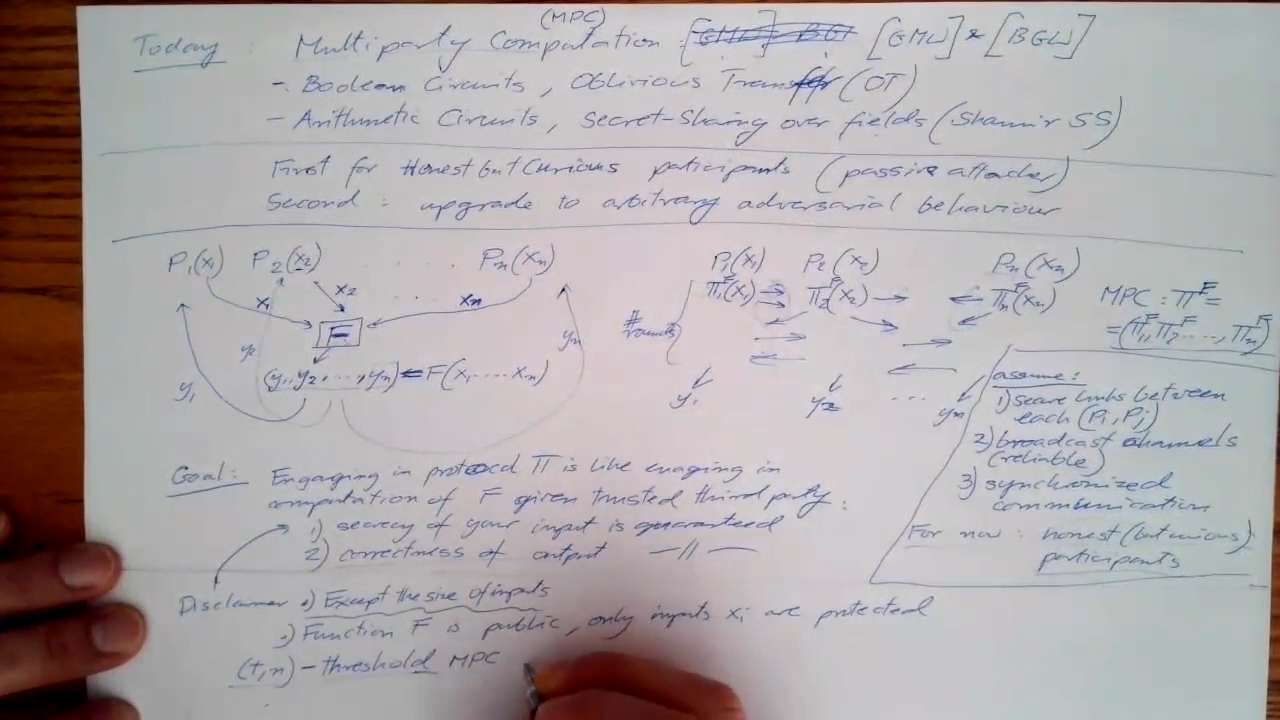 (MPC)
Today : Multiparty Computation : [GMW] & [BGW]
- Boolean Circuits, Oblivious Transfer (OT)
- Arithmetic Circuits, Secret-Sharing over fields (Shamir SS)
First for Honest but Curious participants (passive attacker)
Second : upgrade to arbitrary adversarial behaviour
P₁(x₁) P₂(x₂) . . . Pₙ(xₙ)
x₁ x₂ xₙ
F
y₁ y₂ yₙ
(y₁, y₂, ..., yₙ) ⇐ F(x₁ .... xₙ)
P₁(x₁) P₂(x₂) Pₙ(xₙ)
Π₁ᶠ(x₁) Π₂ᶠ(x₂) Πₙᶠ(xₙ)
# rounds
y₁ y₂ ... yₙ
MPC : Πᶠ =
= (Π₁ᶠ, Π₂ᶠ, ..., Πₙᶠ)
assume :
1) secure links between
each (Pi, Pj)
2) broadcast channels
(reliable)
3) synchronized
communication
For now : honest (but curious)
participants
Goal : Engaging in protocol Π is like engaging in
computation of F given trusted third party :
1) secrecy of your input is guaranteed
2) correctness of output —//—
Disclaimer •) Except the size of inputs
•) Function F is public, only inputs xi are protected
(t,n) - threshold MPC